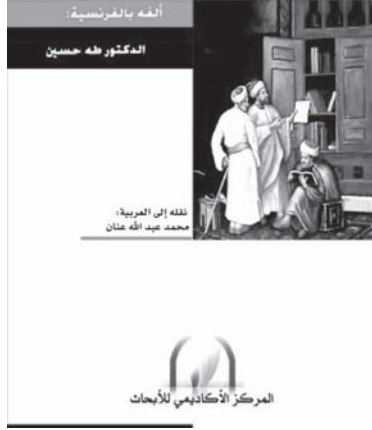 ألفه بالفرنسية:
الدكتور طه حسين
نقله إلى العربية:
محمد عبد الله عنان
المركز الأكاديمي للأبحاث